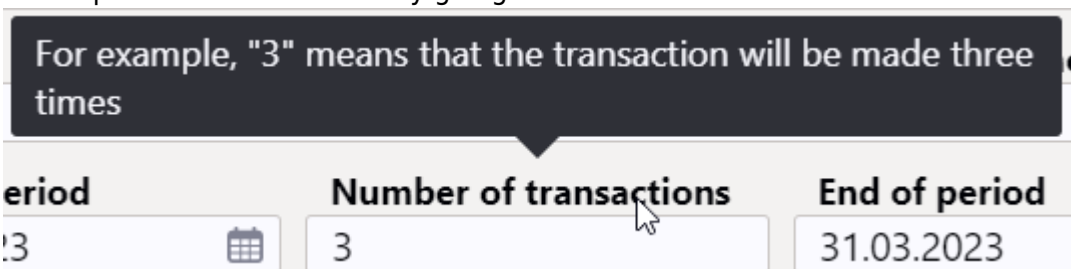 For example, "3" means that the transaction will be made three
times
eriod Number of transactions End of period
3 31.03.2023